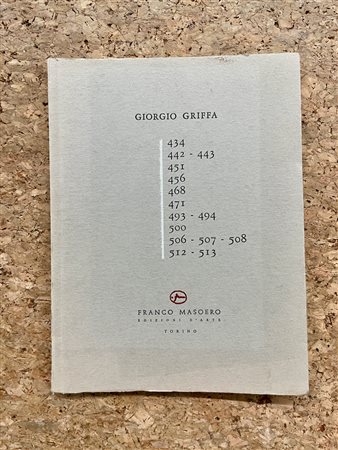 GIORGIO GRIFFA
434
442 - 443
451
456
468
471
493 - 494
500
506 - 507 - 508
512 - 513
FRANCO MASOERO
EDIZIONI D'ARTE
TORINO